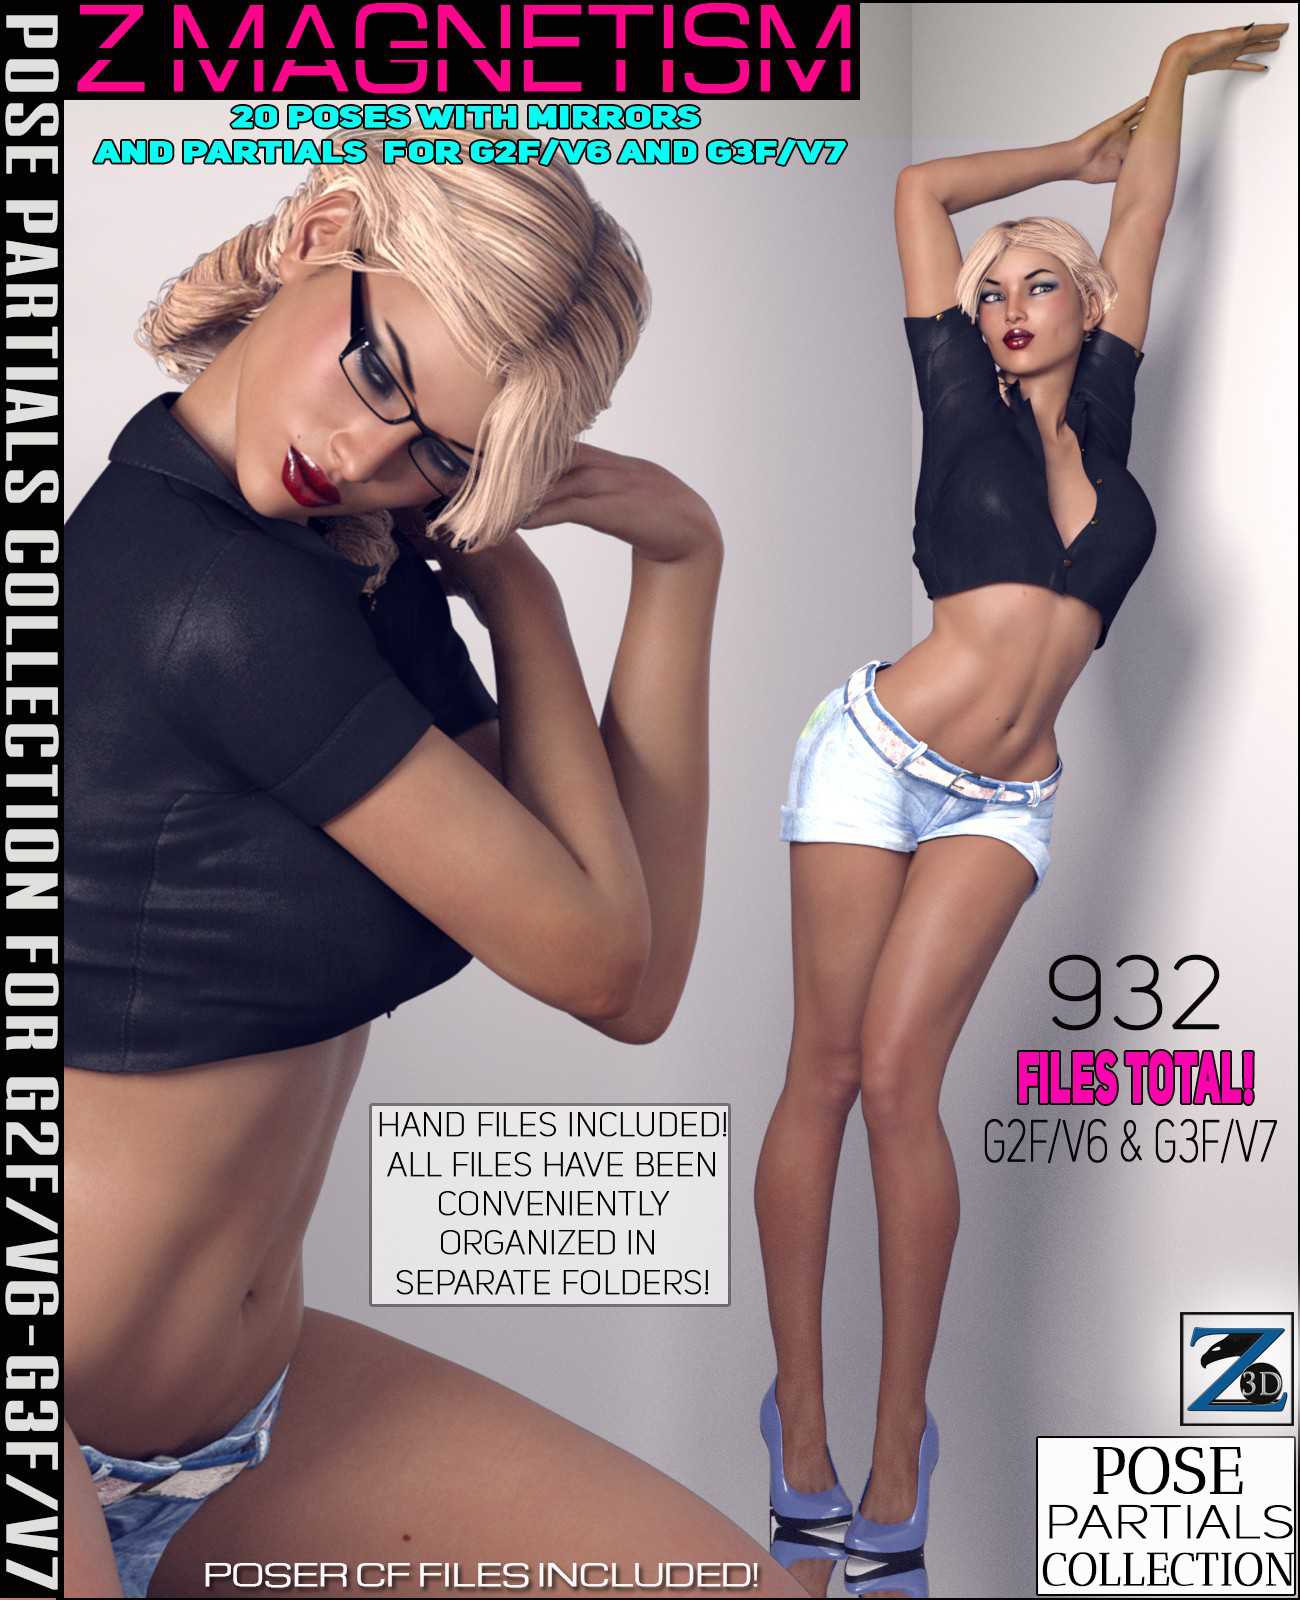 POSE PARTIALS COLLECTION FOR G2F/V6-G3F/V7
Z MAGNETISM
20 POSES WITH MIRRORS
AND PARTIALS FOR G2F/V6 AND G3F/V7
932
FILES TOTAL!
G2F/V6 & G3F/V7
HAND FILES INCLUDED!
ALL FILES HAVE BEEN
CONVENIENTLY
ORGANIZED IN
SEPARATE FOLDERS!
Z
3D
POSE
PARTIALS
COLLECTION
POSER CF FILES INCLUDED!